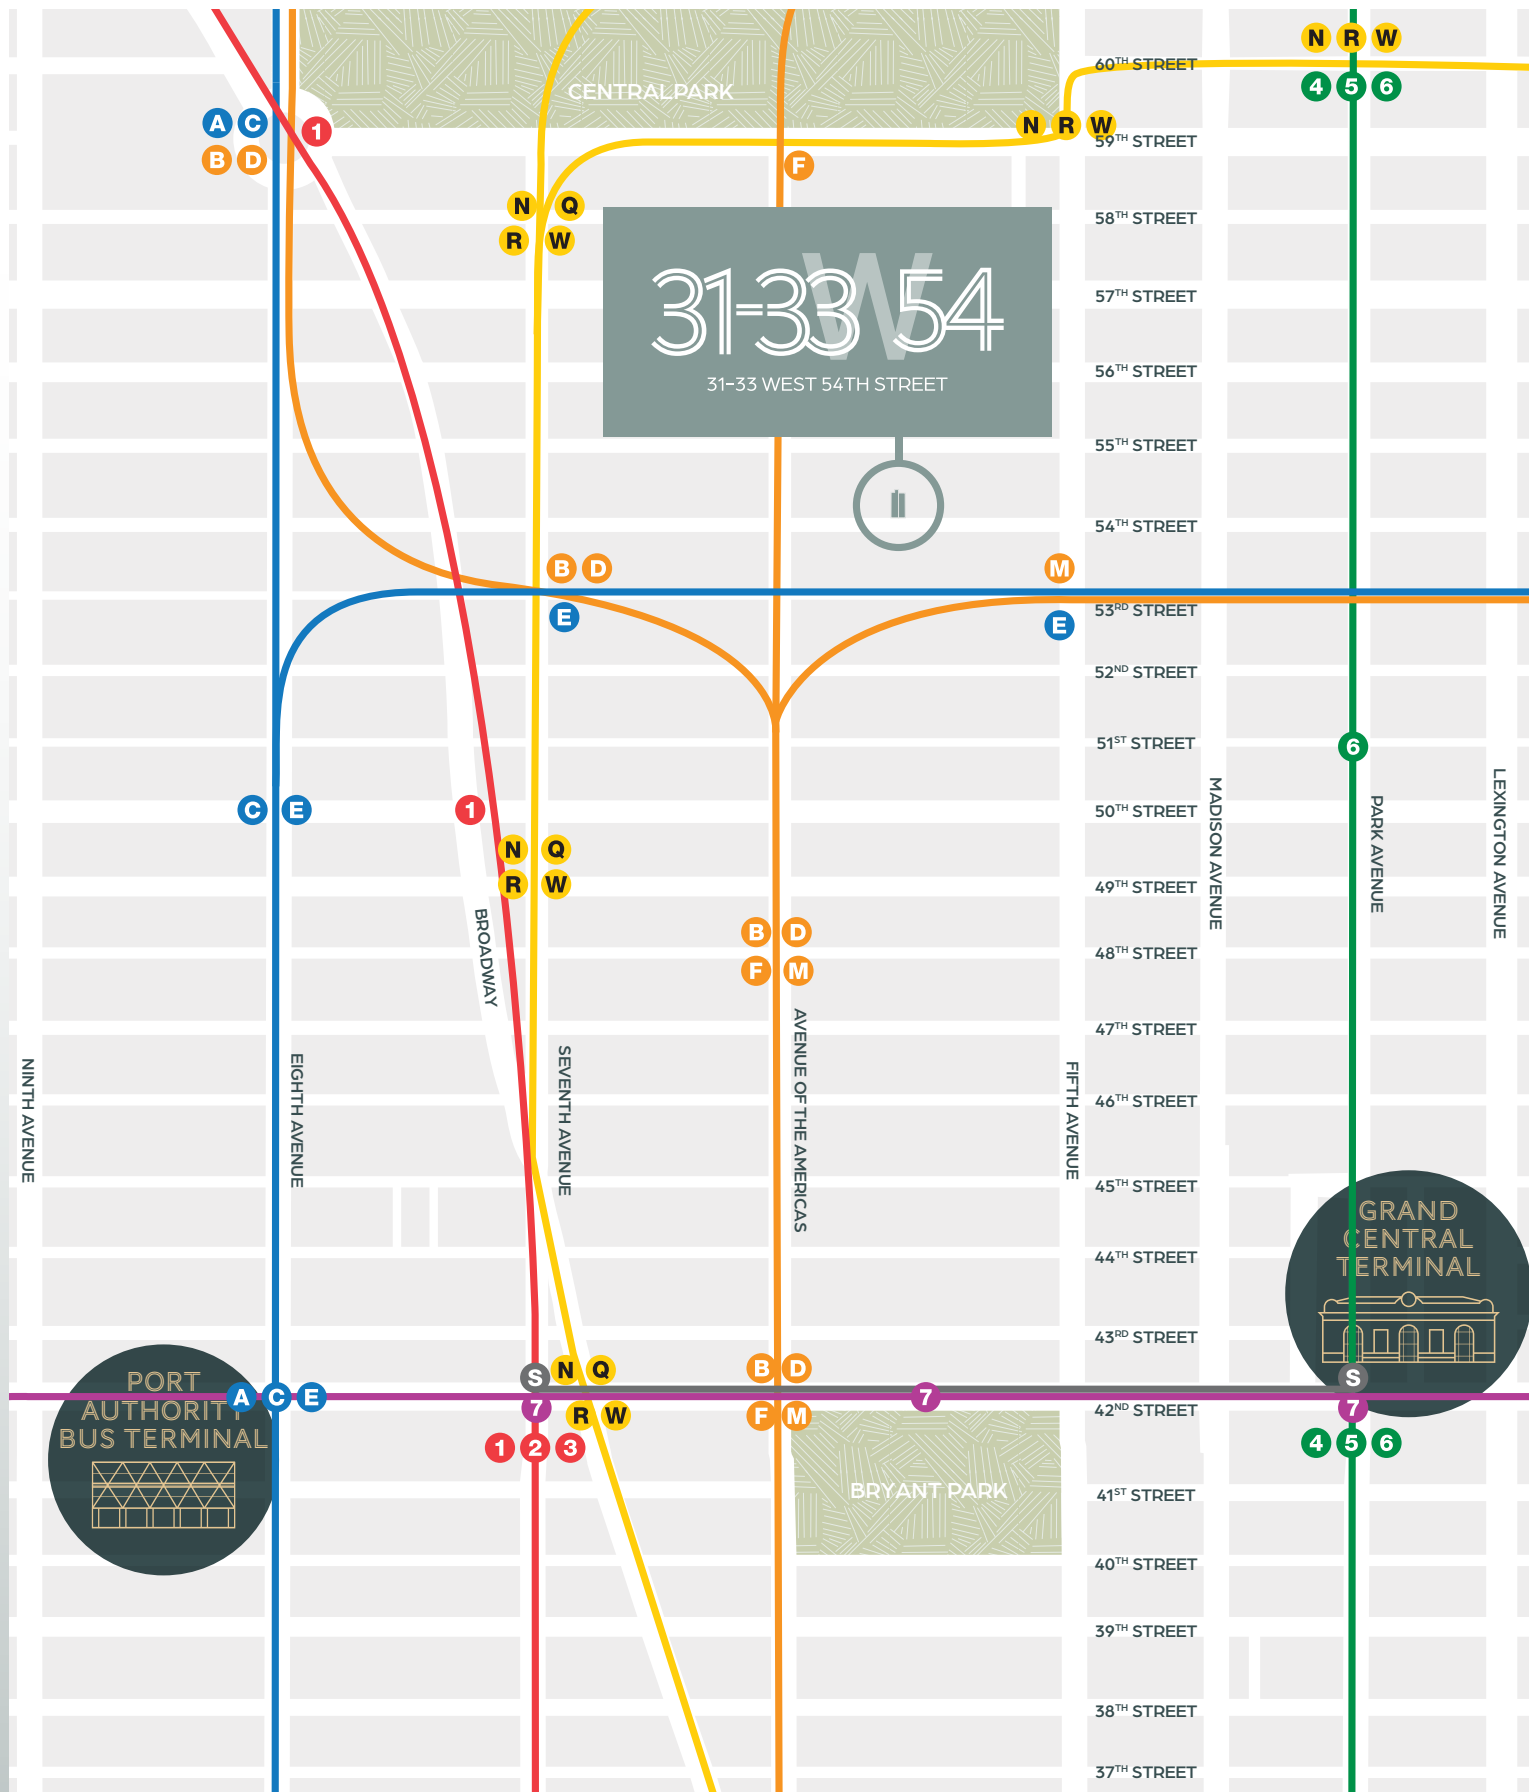 N R W
60TH STREET
4 5 6
CENTRAL PARK
A C
1
B D
N R W
59TH STREET
F
N Q
R W
58TH STREET
31-33 W 54
31-33 WEST 54TH STREET
57TH STREET
56TH STREET
55TH STREET
54TH STREET
B D
M
E
E
53RD STREET
52ND STREET
51ST STREET
6
C E
1
50TH STREET
N Q
R W
49TH STREET
MADISON AVENUE
PARK AVENUE
LEXINGTON AVENUE
BROADWAY
B D
F M
48TH STREET
47TH STREET
NINTH AVENUE
EIGHTH AVENUE
SEVENTH AVENUE
AVENUE OF THE AMERICAS
FIFTH AVENUE
46TH STREET
45TH STREET
44TH STREET
GRAND
CENTRAL
TERMINAL
43RD STREET
PORT
AUTHORITY
BUS TERMINAL
A C E
S
N Q
B D
S
7
7
R W
F M
7
42ND STREET
1 2 3
4 5 6
BRYANT PARK
41ST STREET
40TH STREET
39TH STREET
38TH STREET
37TH STREET